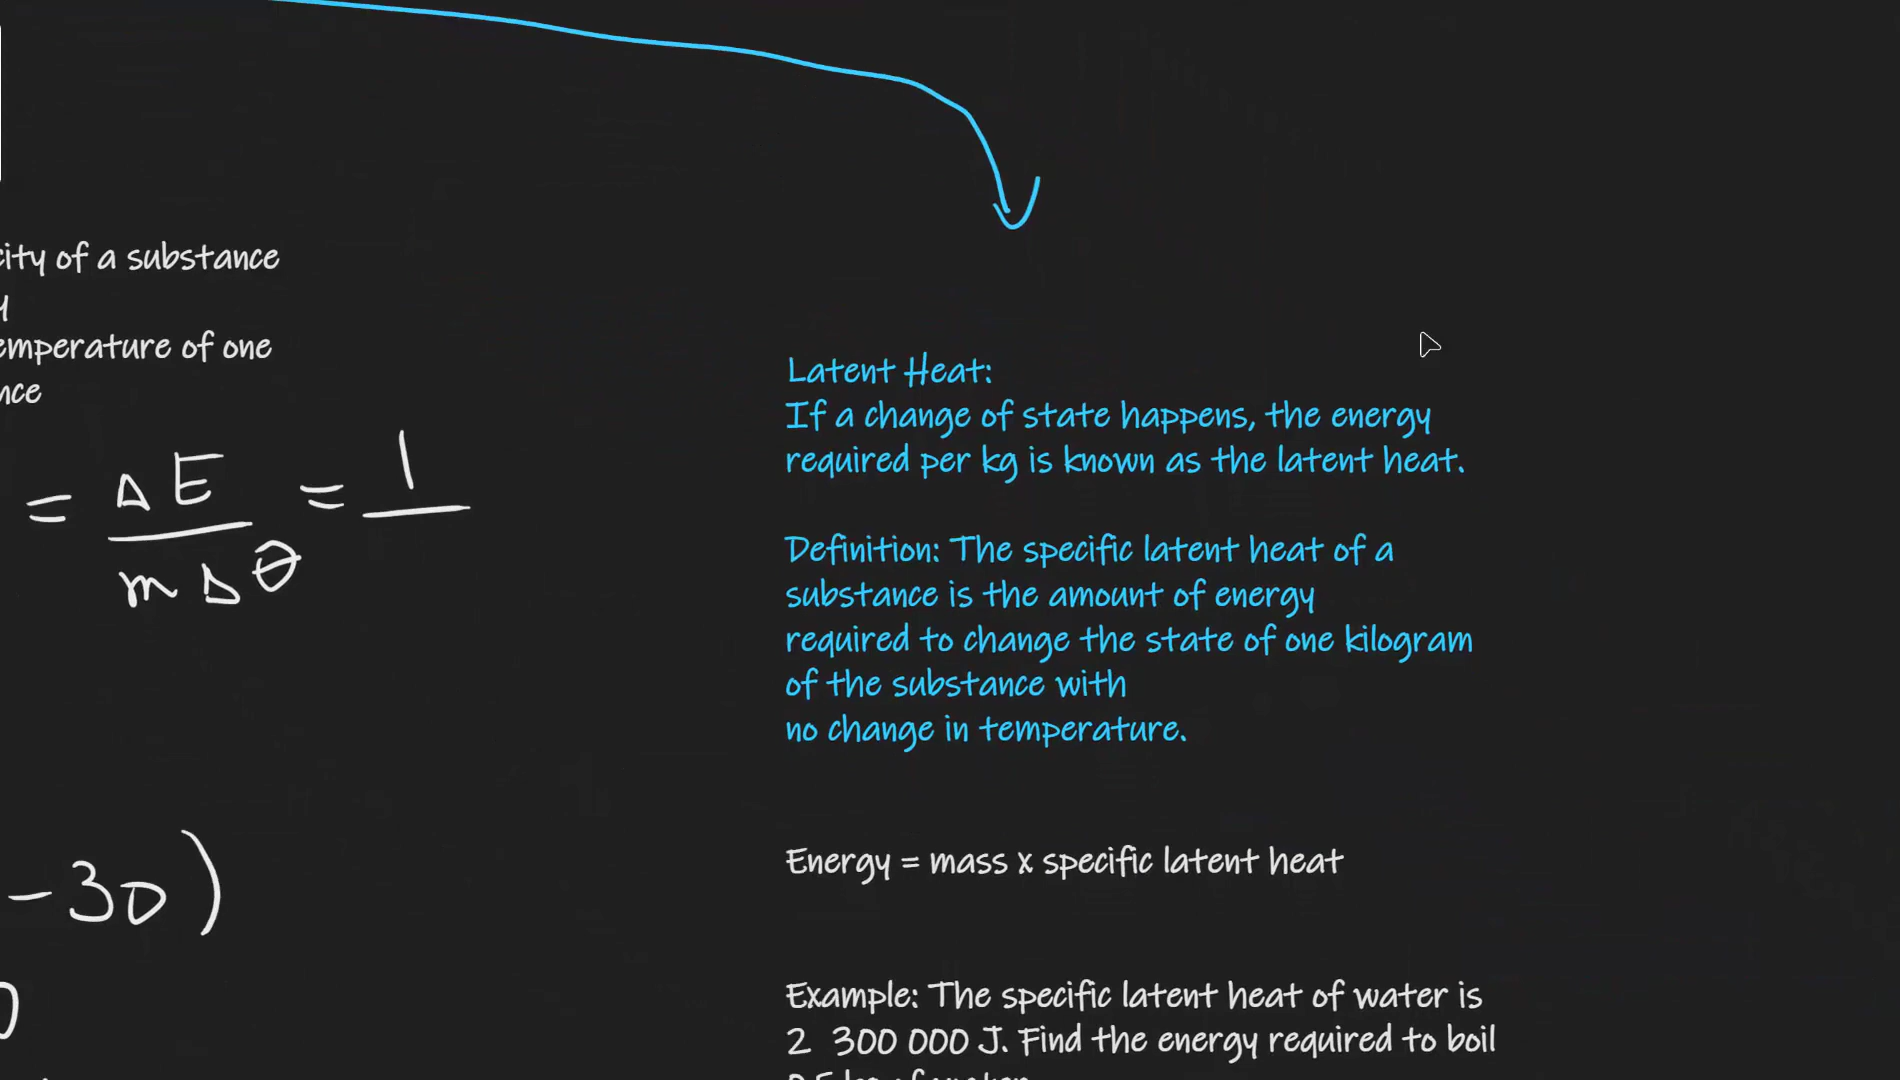 city of a substance
temperature of one
= ΔE / mΔθ = 1
Latent Heat:
If a change of state happens, the energy
required per kg is known as the latent heat.
Definition: The specific latent heat of a
substance is the amount of energy
required to change the state of one kilogram
of the substance with
no change in temperature.
- 30 )
Energy = mass x specific latent heat
Example: The specific latent heat of water is
2 300 000 J. Find the energy required to boil